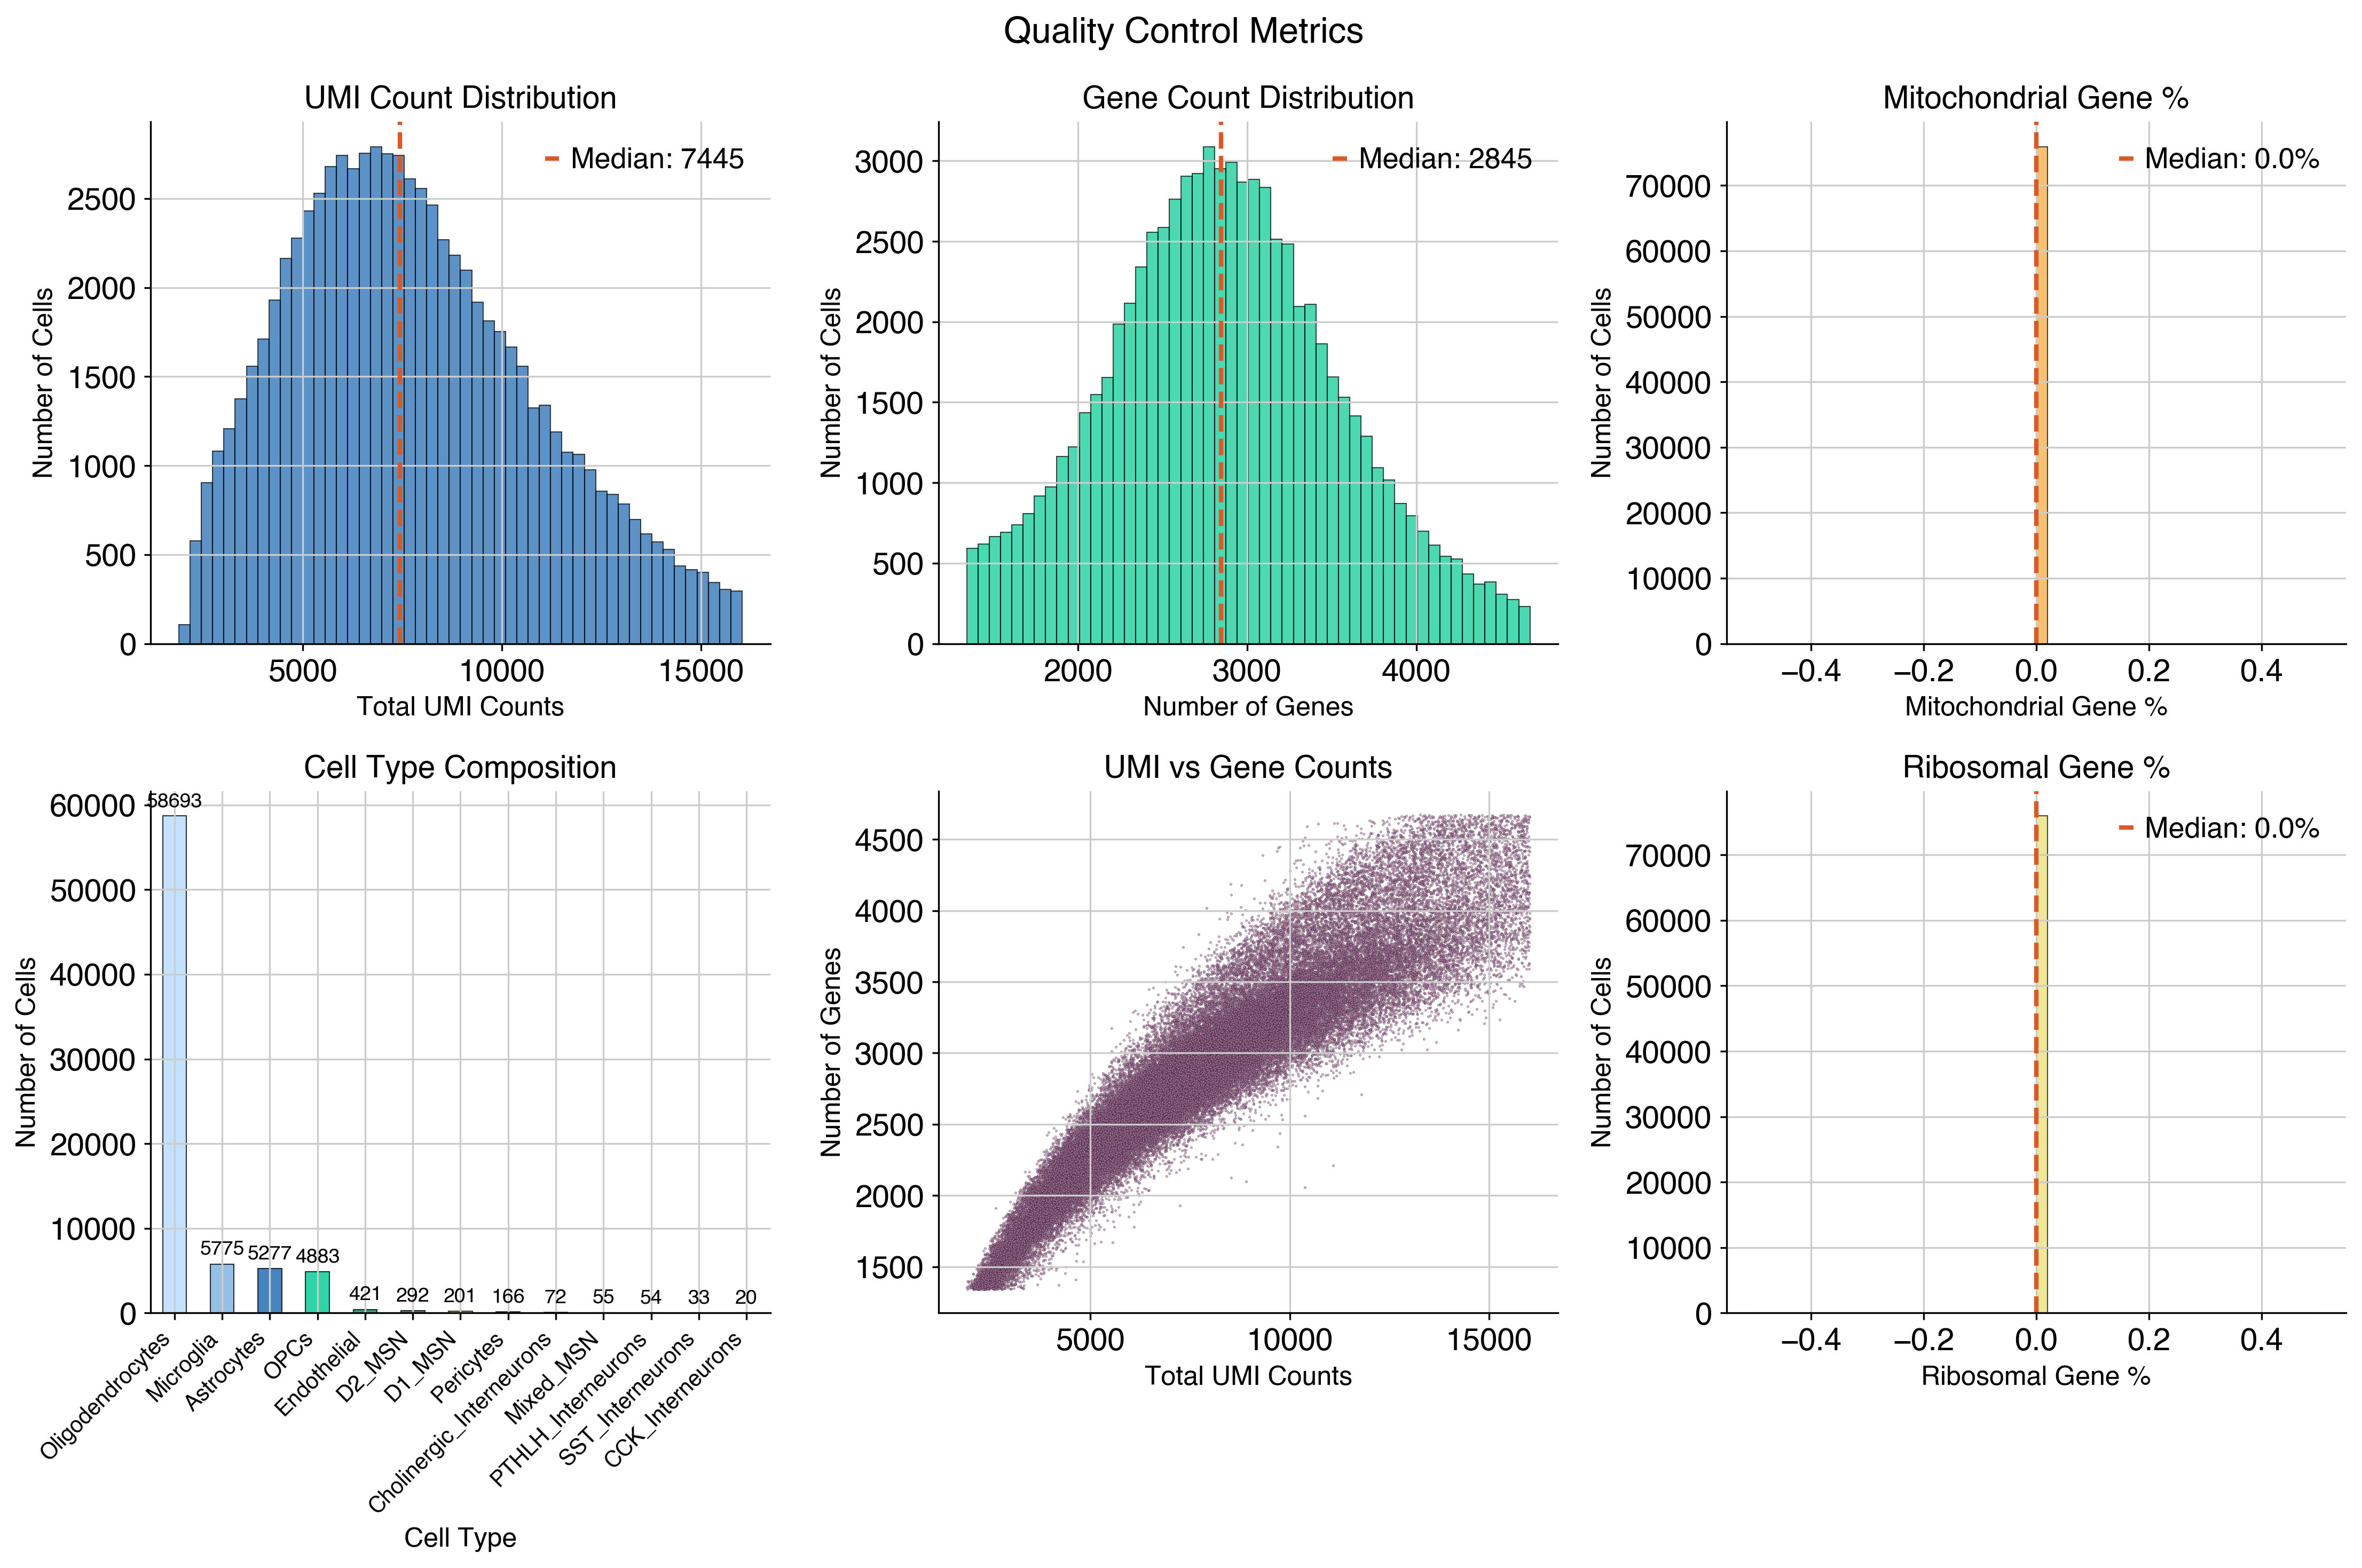 Quality Control Metrics
UMI Count Distribution
Number of Cells
2500
2000
1500
1000
500
0
Median: 7445
5000 10000 15000
Total UMI Counts
Gene Count Distribution
Number of Cells
3000
2500
2000
1500
1000
500
0
Median: 2845
2000 3000 4000
Number of Genes
Mitochondrial Gene %
Number of Cells
70000
60000
50000
40000
30000
20000
10000
0
Median: 0.0%
−0.4 −0.2 0.0 0.2 0.4
Mitochondrial Gene %
Cell Type Composition
Number of Cells
60000
50000
40000
30000
20000
10000
0
58693 5775 5277 4883 421 292 201 166 72 55 54 33 20
Oligodendrocytes
Microglia
Astrocytes
OPCs
Endothelial
D2_MSN
D1_MSN
Pericytes
Cholinergic_Interneurons
Mixed_MSN
PTHLH_Interneurons
SST_Interneurons
CCK_Interneurons
Cell Type
UMI vs Gene Counts
Number of Genes
4500
4000
3500
3000
2500
2000
1500
5000 10000 15000
Total UMI Counts
Ribosomal Gene %
Number of Cells
70000
60000
50000
40000
30000
20000
10000
0
Median: 0.0%
−0.4 −0.2 0.0 0.2 0.4
Ribosomal Gene %